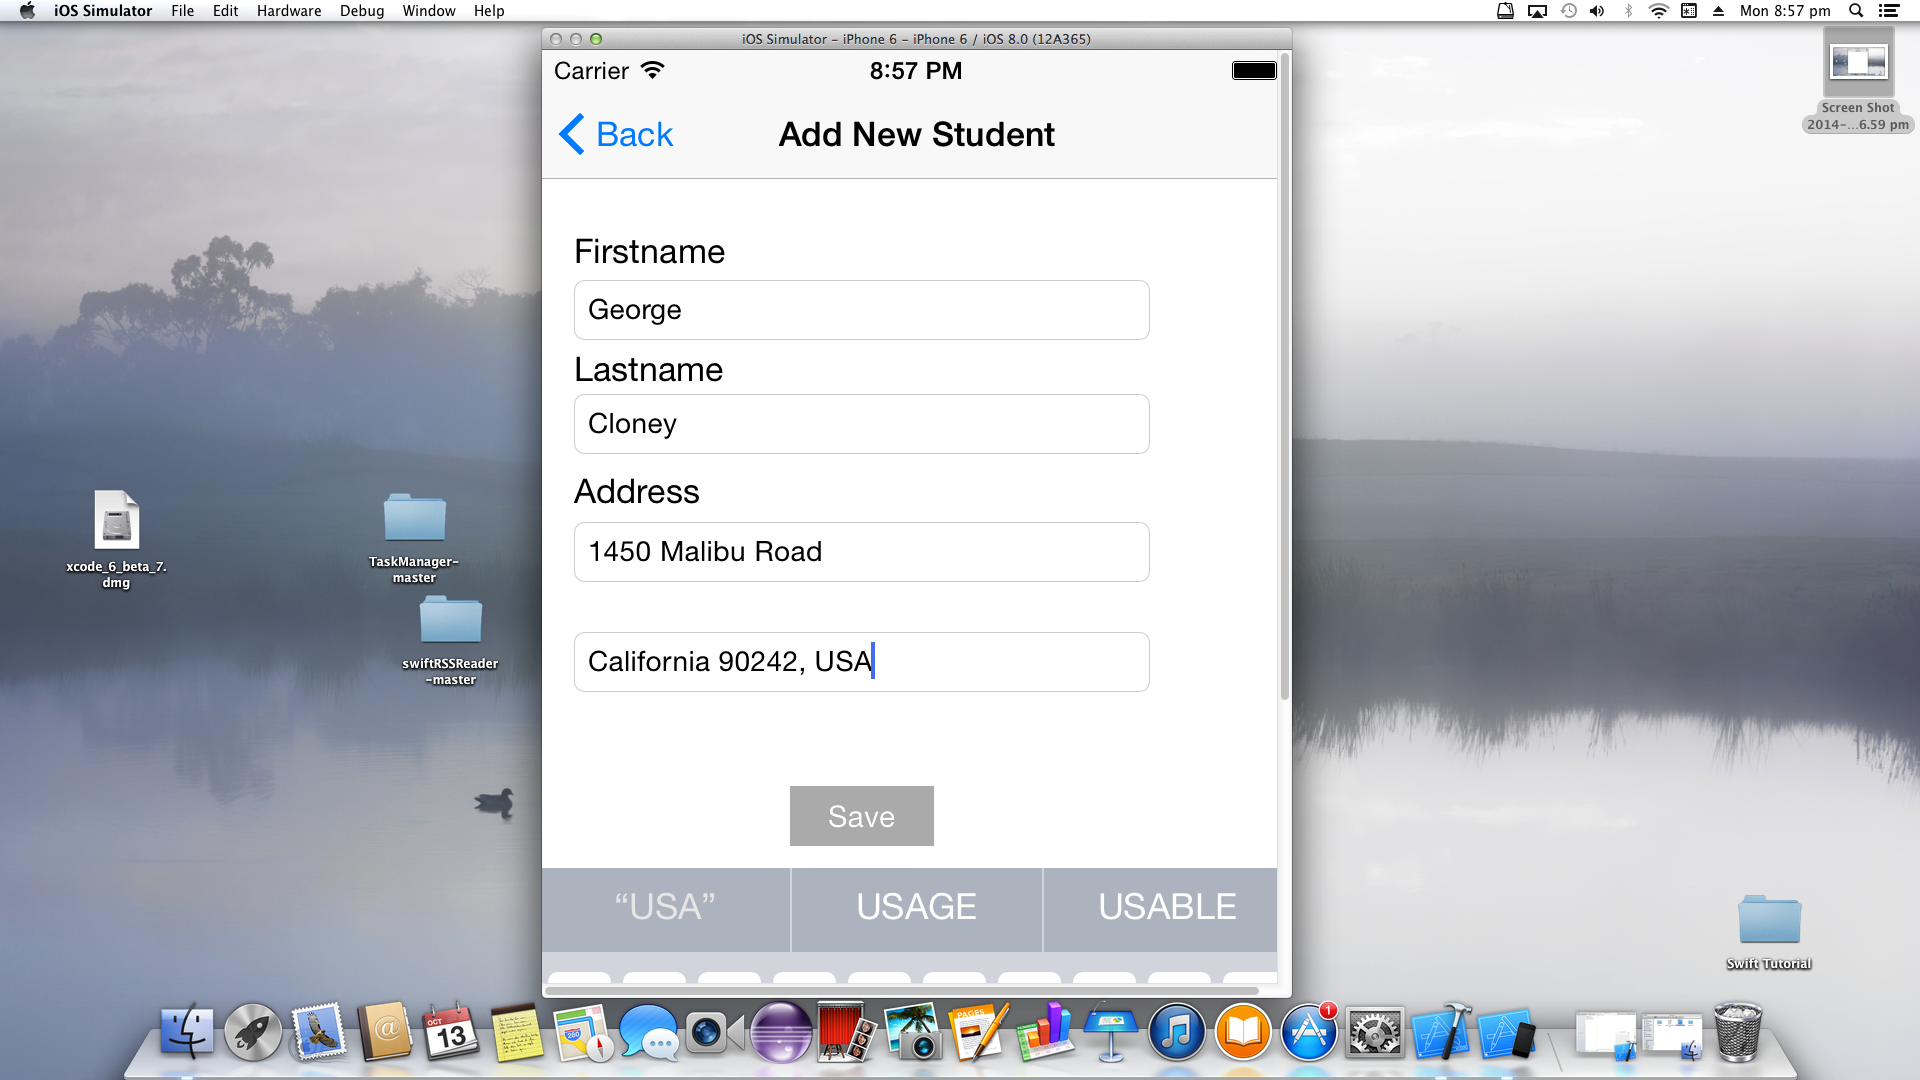 iOS Simulator File Edit Hardware Debug Window Help Mon 8:57 pm
iOS Simulator - iPhone 6 - iPhone 6 / iOS 8.0 (12A365)
Carrier 8:57 PM
Back Add New Student
Firstname
George
Lastname
Cloney
Address
1450 Malibu Road
California 90242, USA
Save
“USA” USAGE USABLE
Screen Shot
2014-...6.59 pm
xcode_6_beta_7.
dmg
TaskManager-
master
swiftRSSReader
-master
Swift Tutorial
OCT
13
PAGES
1